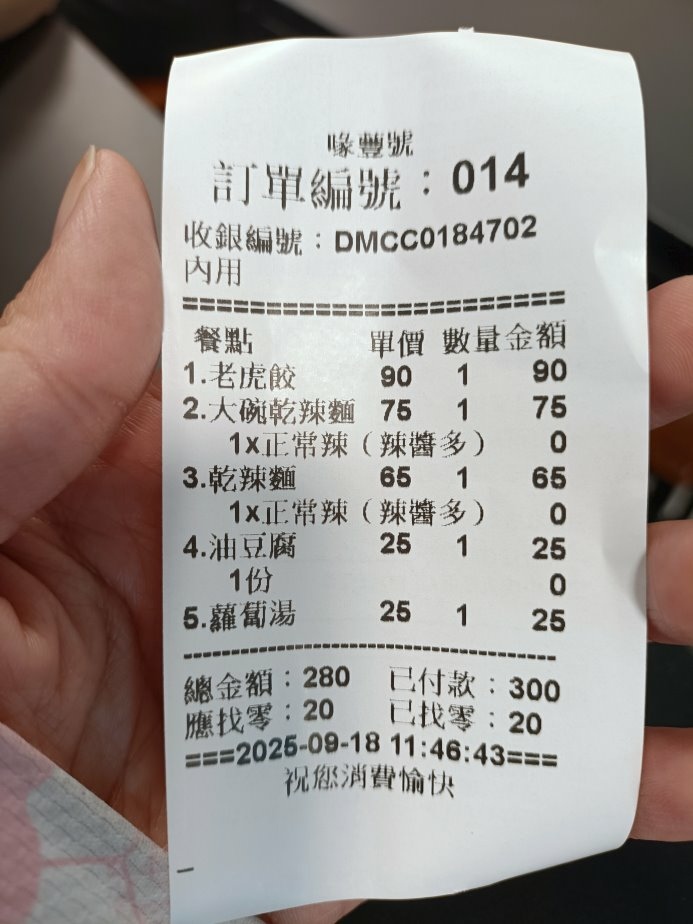 喙豐號
訂單編號：014
收銀編號：DMCC0184702
內用
=======================
餐點 單價 數量 金額
1.老虎餃 90 1 90
2.大碗乾辣麵 75 1 75
1x正常辣（辣醬多） 0
3.乾辣麵 65 1 65
1x正常辣（辣醬多） 0
4.油豆腐 25 1 25
1份 0
5.蘿蔔湯 25 1 25
--------------------------------------------
總金額：280 已付款：300
應找零：20 已找零：20
===2025-09-18 11:46:43===
祝您消費愉快